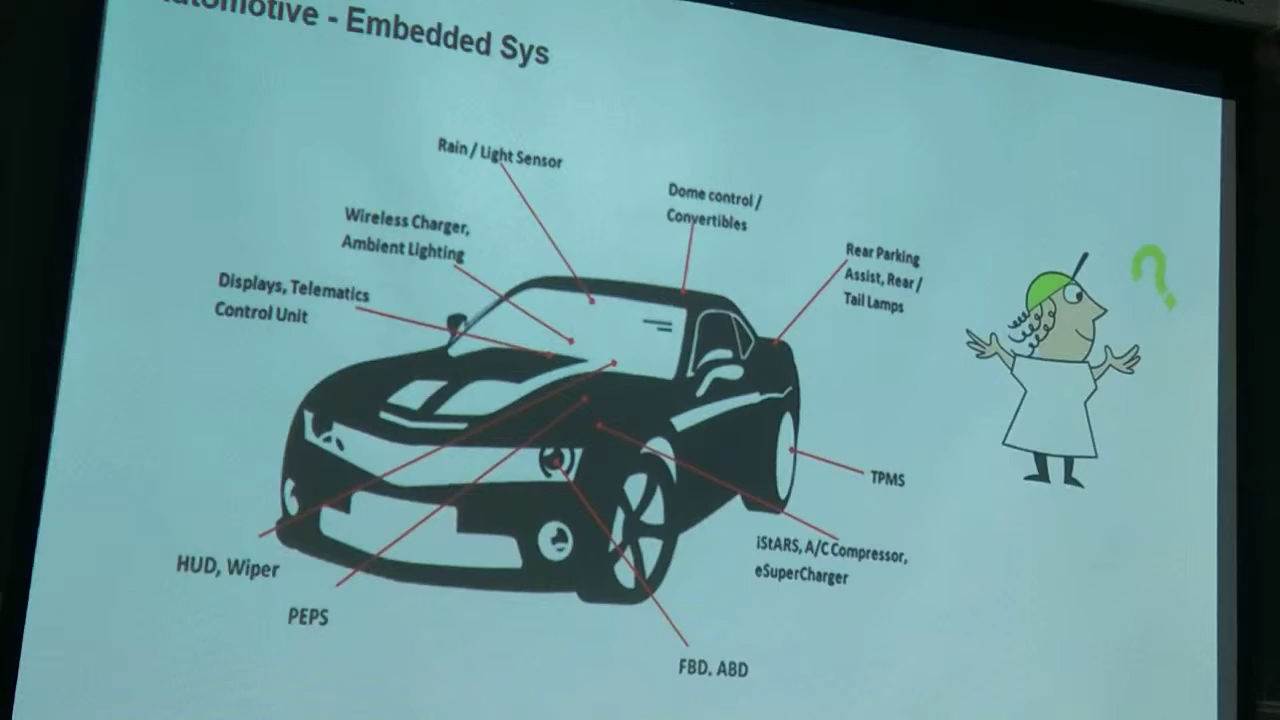 utomotive - Embedded Sys
Rain / Light Sensor
Dome control /
Convertibles
Wireless Charger,
Ambient Lighting
Rear Parking
Assist, Rear /
Tail Lamps
Displays, Telematics
Control Unit
?
TPMS
iStARS, A/C Compressor,
eSuperCharger
HUD, Wiper
PEPS
FBD. ABD